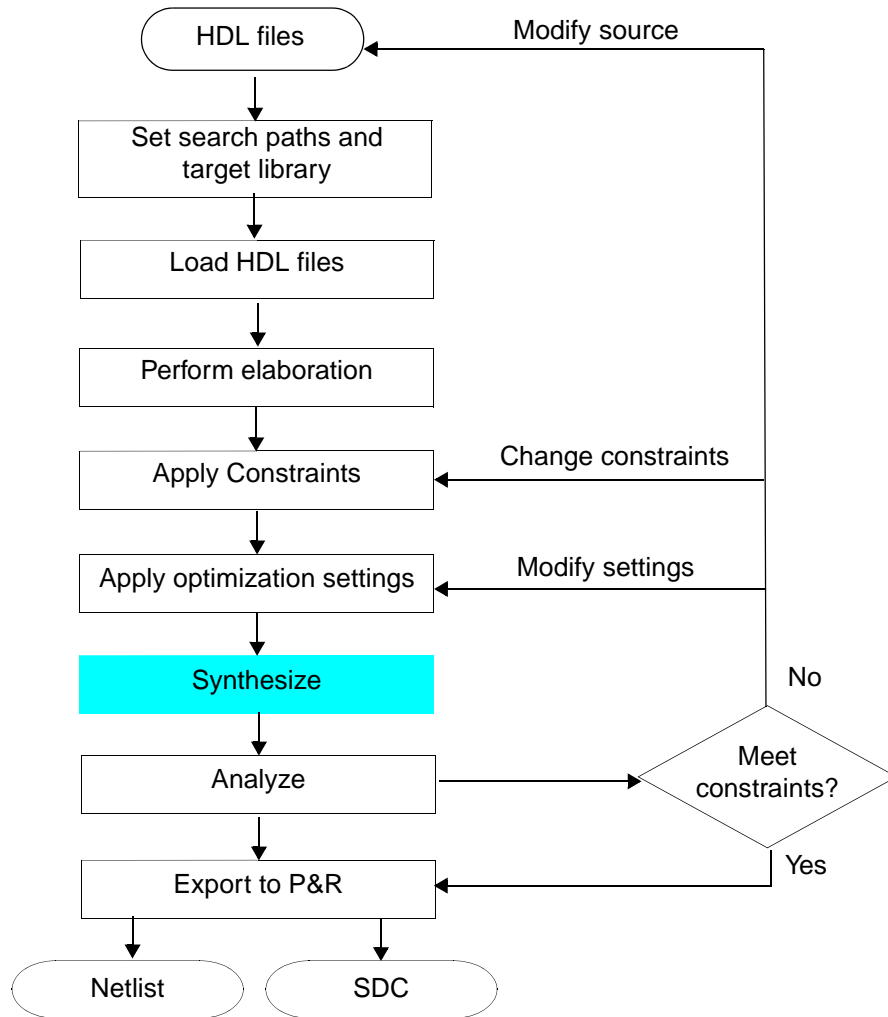 HDL files
Modify source
Set search paths and
target library
Load HDL files
Perform elaboration
Apply Constraints
Change constraints
Apply optimization settings
Modify settings
Synthesize
No
Analyze
Meet
constraints?
Yes
Export to P&R
Netlist
SDC